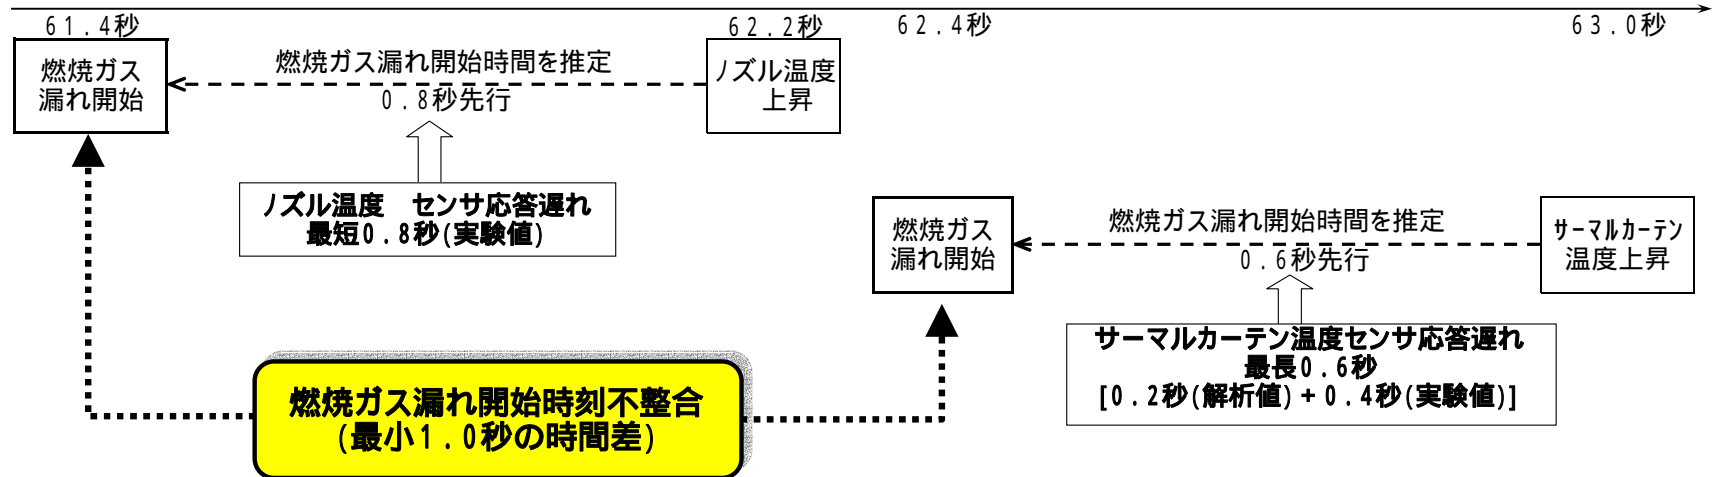 61.4秒
62.2秒
62.4秒
63.0秒
燃焼ガス
漏れ開始
燃焼ガス漏れ開始時間を推定
0.8秒先行
ノズル温度
上昇
ノズル温度　センサ応答遅れ
最短0.8秒(実験値)
燃焼ガス
漏れ開始
燃焼ガス漏れ開始時間を推定
0.6秒先行
ｻｰﾏﾙｶｰﾃﾝ
温度上昇
サーマルカーテン温度センサ応答遅れ
最長0.6秒
[0.2秒(解析値)+0.4秒(実験値)]
燃焼ガス漏れ開始時刻不整合
(最小1.0秒の時間差)